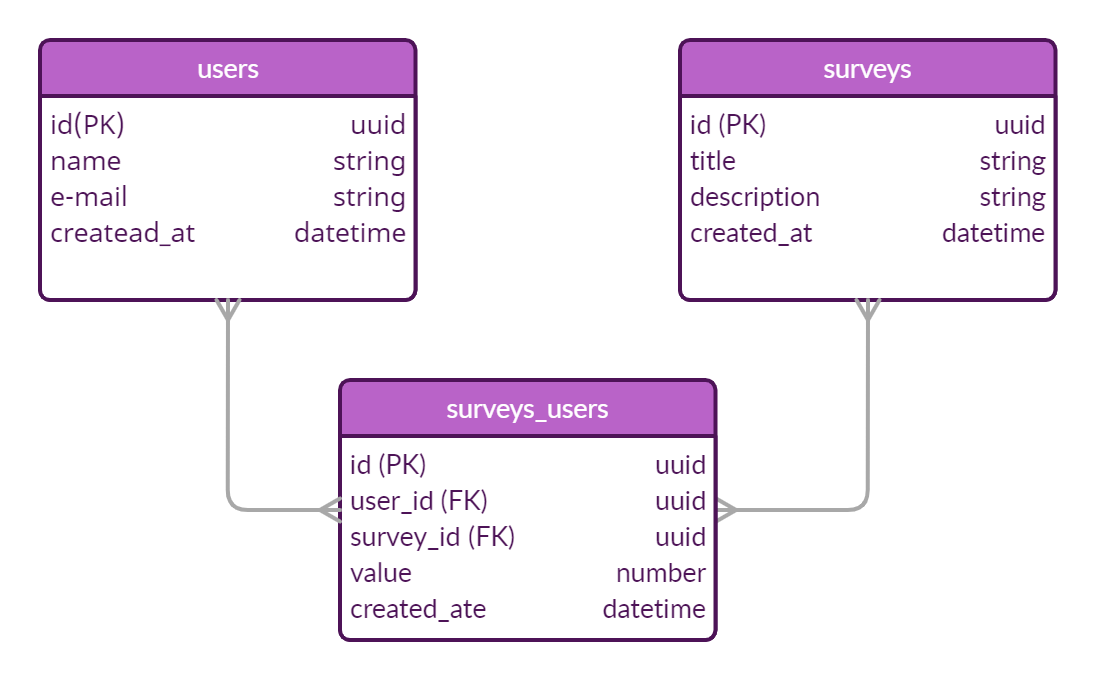 users
id(PK) uuid
name string
e-mail string
createad_at datetime
surveys
id (PK) uuid
title string
description string
created_at datetime
surveys_users
id (PK) uuid
user_id (FK) uuid
survey_id (FK) uuid
value number
created_ate datetime